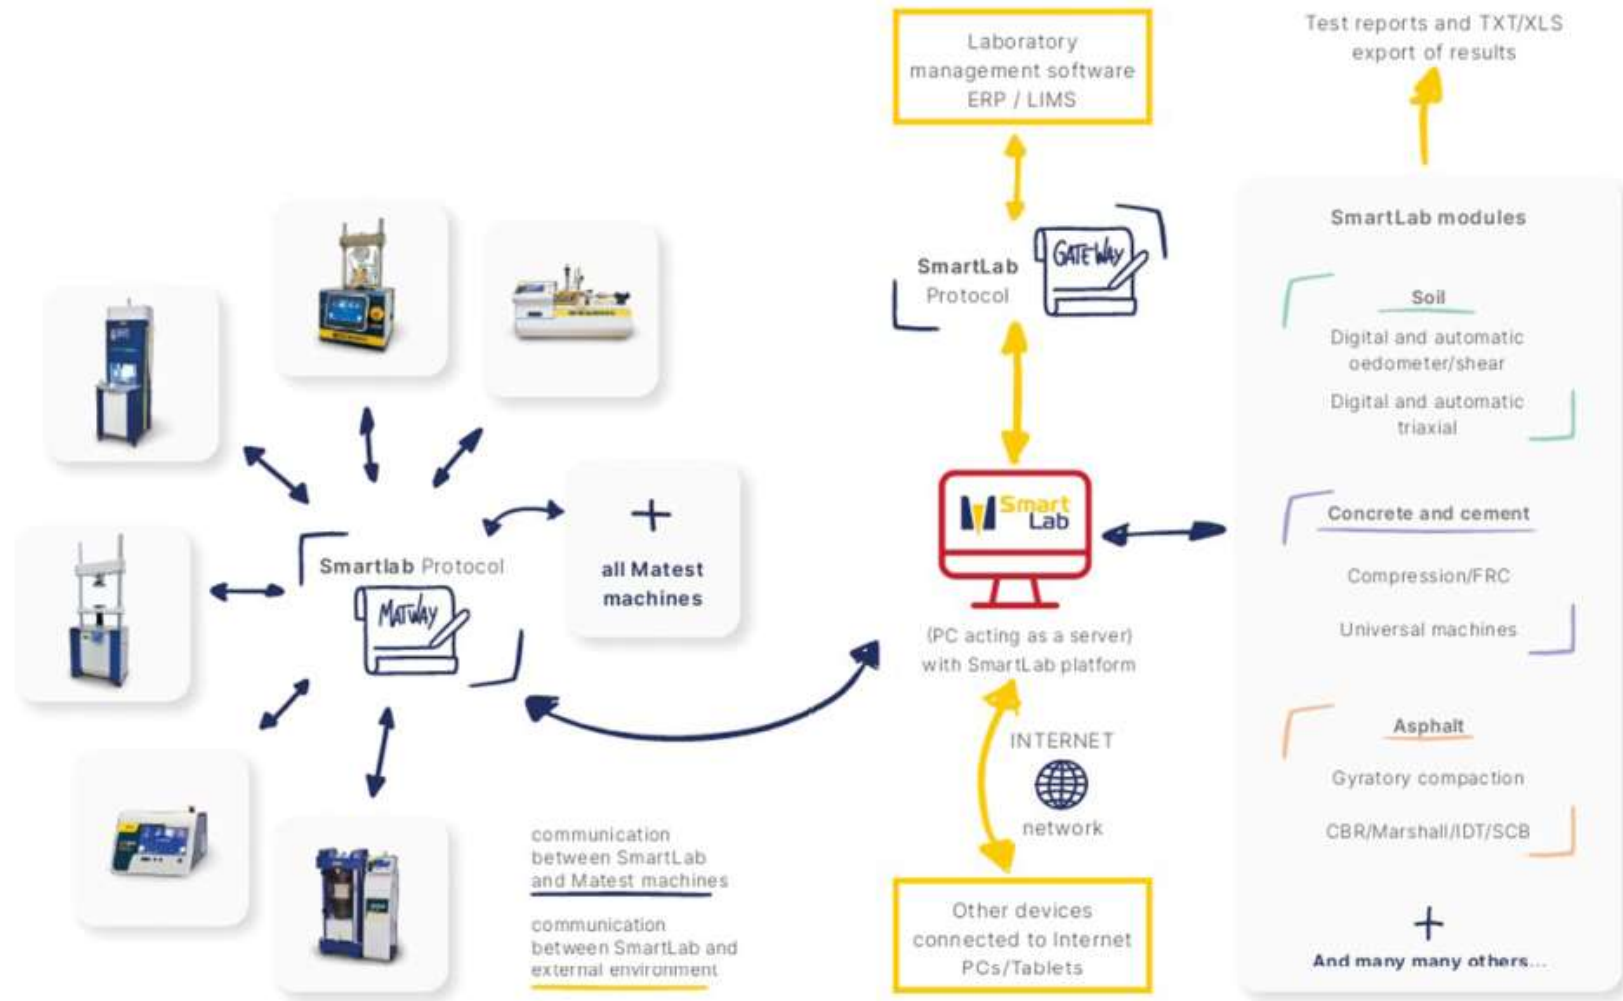 Laboratory
management software
ERP / LIMS
Test reports and TXT/XLS
export of results
SmartLab
Protocol
GATEWAY
SmartLab modules
Soil
Digital and automatic
oedometer/shear
Digital and automatic
triaxial
Concrete and cement
Compression/FRC
Universal machines
Asphalt
Gyratory compaction
CBR/Marshall/IDT/SCB
+
And many many others...
Smart
Lab
(PC acting as a server)
with SmartLab platform
INTERNET
network
Other devices
connected to Internet
PCs/Tablets
Smartlab Protocol
MATWAY
+
all Matest
machines
communication
between SmartLab
and Matest machines
communication
between SmartLab and
external environment